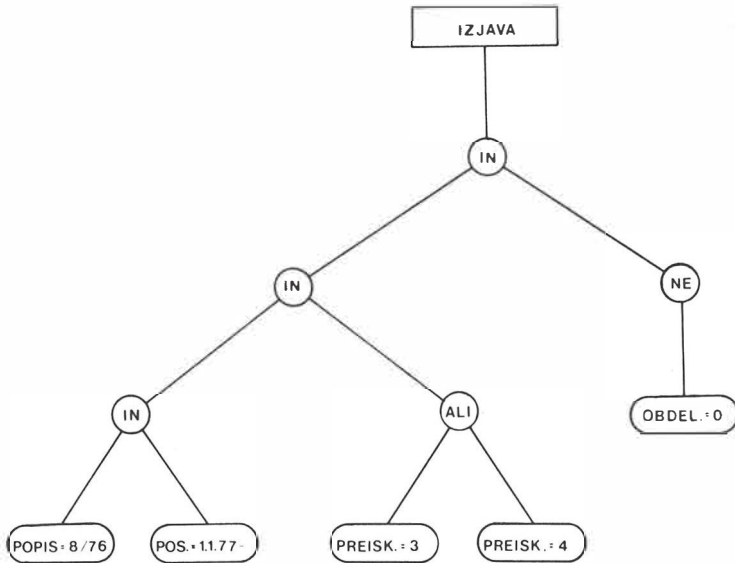 IZJAVA
IN
IN
NE
IN
ALI
OBDEL.=0
POPIS=8/76
POS.=1.1.77-
PREISK.=3
PREISK.=4